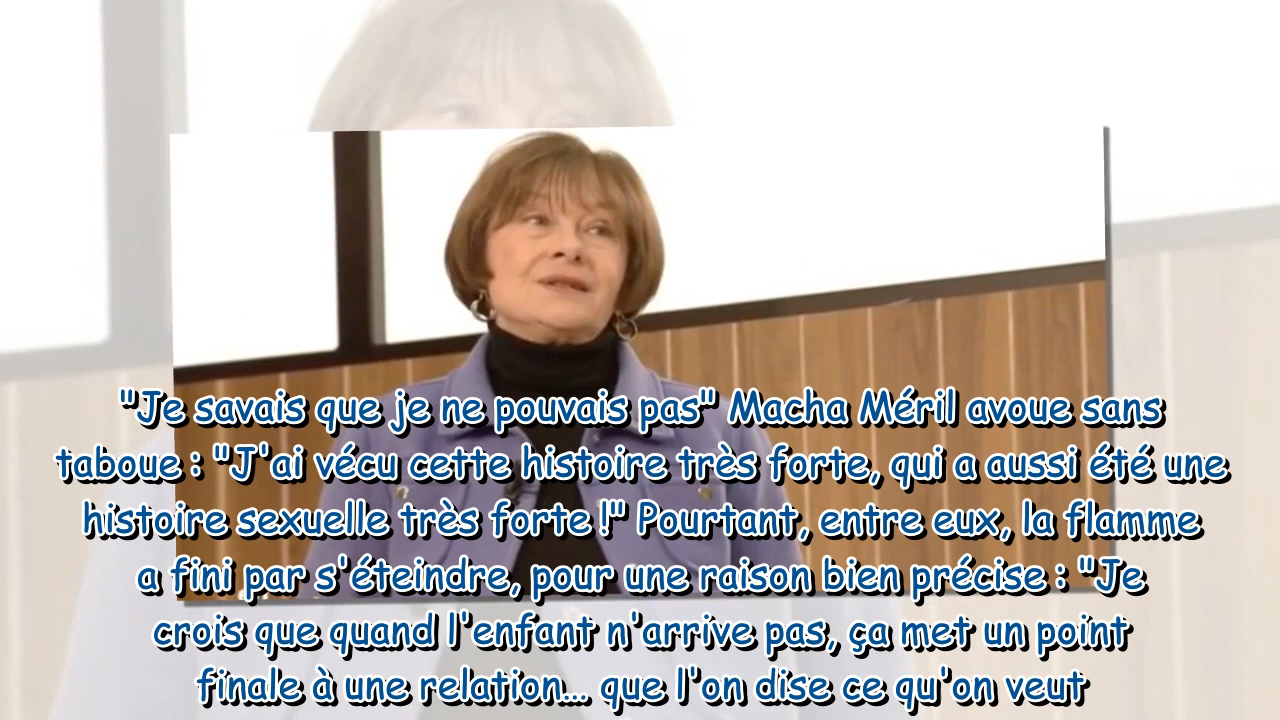 "Je savais que je ne pouvais pas" Macha Méril avoue sans
taboue : "J'ai vécu cette histoire très forte, qui a aussi été une
histoire sexuelle très forte !" Pourtant, entre eux, la flamme
a fini par s'éteindre, pour une raison bien précise : "Je
crois que quand l'enfant n'arrive pas, ça met un point
finale à une relation... que l'on dise ce qu'on veut